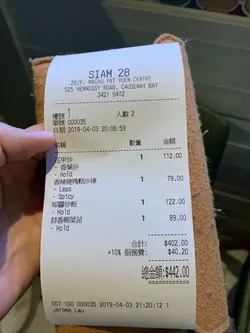 SIAM 28
20/F, MACAU YAT YUEN CENTRE
525 HENNESSY ROAD, CAUSEWAY BAY
3421 0472
1 人數 2
單號 000035
日期 2019-04-03 20:06:59
名稱 數量 金額
1 112.00
- Hold
1 79.00
- Less
- Spicy
- Hold
1 122.00
- Hold
1 89.00
- Hold
合計: $402.00
+10% 服務費: $40.20
總金額:$442.00
001 100 000035 2019-04-03 21:20:12 1
Jerome Lau